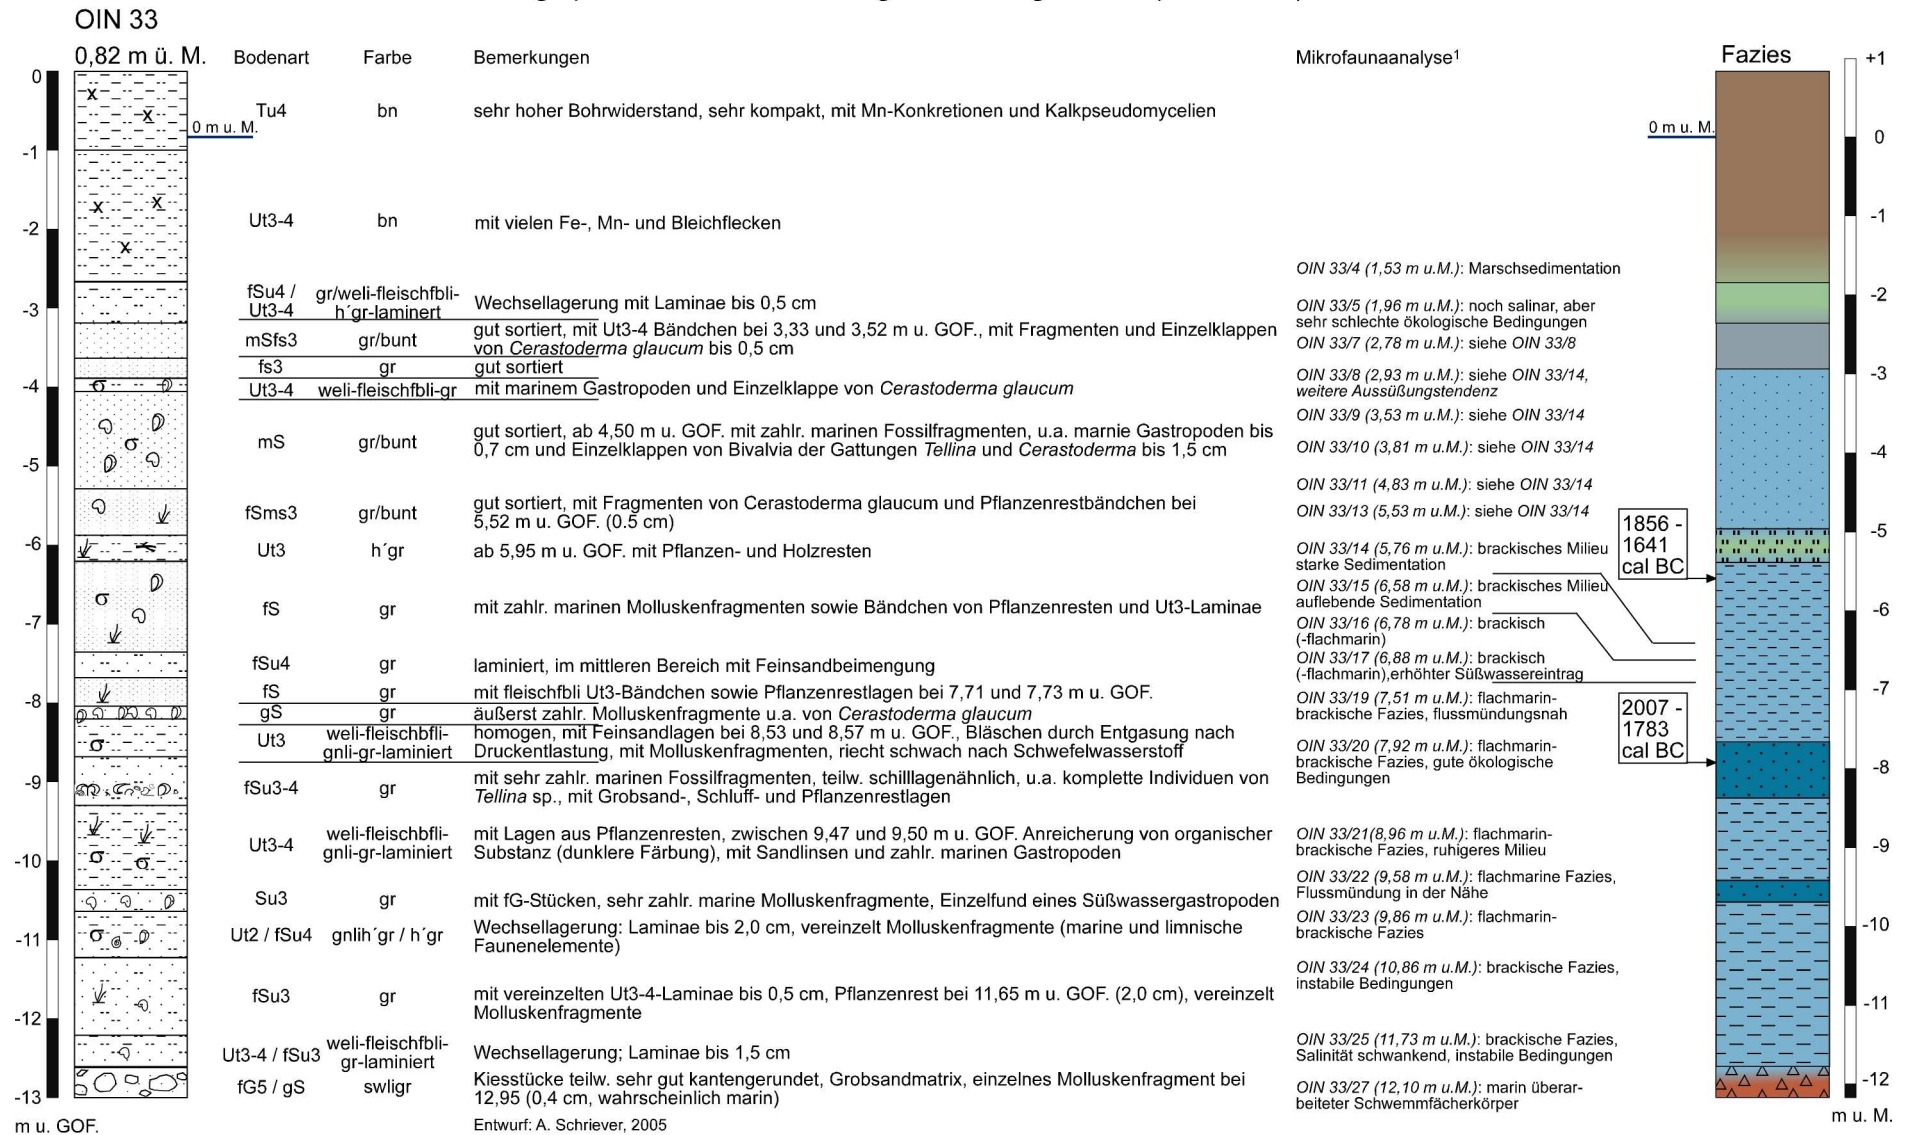 OIN 33
0,82 m ü. M. Bodenart Farbe Bemerkungen Mikrofaunaanalyse¹ Fazies
0
-1
-2
-3
-4
-5
-6
-7
-8
-9
-10
-11
-12
-13
m u. GOF.
0 m u. M.
Tu4 bn sehr hoher Bohrwiderstand, sehr kompakt, mit Mn-Konkretionen und Kalkpseudomycelien
Ut3-4 bn mit vielen Fe-, Mn- und Bleichflecken
fSu4 / gr/weli-fleischfbli-
Ut3-4 h´gr-laminert
Wechsellagerung mit Laminae bis 0,5 cm
mSfs3 gr/bunt
gut sortiert, mit Ut3-4 Bändchen bei 3,33 und 3,52 m u. GOF., mit Fragmenten und Einzelklappen
von Cerastoderma glaucum bis 0,5 cm
fs3 gr gut sortiert
Ut3-4 weli-fleischfbli-gr mit marinem Gastropoden und Einzelklappe von Cerastoderma glaucum
mS gr/bunt
gut sortiert, ab 4,50 m u. GOF. mit zahlr. marinen Fossilfragmenten, u.a. marnie Gastropoden bis
0,7 cm und Einzelklappen von Bivalvia der Gattungen Tellina und Cerastoderma bis 1,5 cm
fSms3 gr/bunt
gut sortiert, mit Fragmenten von Cerastoderma glaucum und Pflanzenrestbändchen bei
5,52 m u. GOF. (0.5 cm)
Ut3 h´gr ab 5,95 m u. GOF. mit Pflanzen- und Holzresten
fS gr mit zahlr. marinen Molluskenfragmenten sowie Bändchen von Pflanzenresten und Ut3-Laminae
fSu4 gr laminiert, im mittleren Bereich mit Feinsandbeimengung
fS gr mit fleischfbli Ut3-Bändchen sowie Pflanzenrestlagen bei 7,71 und 7,73 m u. GOF.
gS gr äußerst zahlr. Molluskenfragmente u.a. von Cerastoderma glaucum
Ut3 weli-fleischbfli-
gnli-gr-laminiert
homogen, mit Feinsandlagen bei 8,53 und 8,57 m u. GOF., Bläschen durch Entgasung nach
Druckentlastung, mit Molluskenfragmenten, riecht schwach nach Schwefelwasserstoff
fSu3-4 gr
mit sehr zahlr. marinen Fossilfragmenten, teilw. schilllagenähnlich, u.a. komplette Individuen von
Tellina sp., mit Grobsand-, Schluff- und Pflanzenrestlagen
Ut3-4 weli-fleischbfli-
gnli-gr-laminiert
mit Lagen aus Pflanzenresten, zwischen 9,47 und 9,50 m u. GOF. Anreicherung von organischer
Substanz (dunklere Färbung), mit Sandlinsen und zahlr. marinen Gastropoden
Su3 gr mit fG-Stücken, sehr zahlr. marine Molluskenfragmente, Einzelfund eines Süßwassergastropoden
Ut2 / fSu4 gnlih´gr / h´gr
Wechsellagerung: Laminae bis 2,0 cm, vereinzelt Molluskenfragmente (marine und limnische
Faunenelemente)
fSu3 gr
mit vereinzelten Ut3-4-Laminae bis 0,5 cm, Pflanzenrest bei 11,65 m u. GOF. (2,0 cm), vereinzelt
Molluskenfragmente
Ut3-4 / fSu3 weli-fleischfbli-
gr-laminiert
Wechsellagerung; Laminae bis 1,5 cm
fG5 / gS swligr
Kiesstücke teilw. sehr gut kantengerundet, Grobsandmatrix, einzelnes Molluskenfragment bei
12,95 (0,4 cm, wahrscheinlich marin)
Entwurf: A. Schriever, 2005
OIN 33/4 (1,53 m u.M.): Marschsedimentation
OIN 33/5 (1,96 m u.M.): noch salinar, aber
sehr schlechte ökologische Bedingungen
OIN 33/7 (2,78 m u.M.): siehe OIN 33/8
OIN 33/8 (2,93 m u.M.): siehe OIN 33/14,
weitere Aussüßungstendenz
OIN 33/9 (3,53 m u.M.): siehe OIN 33/14
OIN 33/10 (3,81 m u.M.): siehe OIN 33/14
OIN 33/11 (4,83 m u.M.): siehe OIN 33/14
OIN 33/13 (5,53 m u.M.): siehe OIN 33/14
OIN 33/14 (5,76 m u.M.): brackisches Milieu
starke Sedimentation
OIN 33/15 (6,58 m u.M.): brackisches Milieu
auflebende Sedimentation
OIN 33/16 (6,78 m u.M.): brackisch
(-flachmarin)
OIN 33/17 (6,88 m u.M.): brackisch
(-flachmarin),erhöhter Süßwassereintrag
OIN 33/19 (7,51 m u.M.): flachmarin-
brackische Fazies, flussmündungsnah
OIN 33/20 (7,92 m u.M.): flachmarin-
brackische Fazies, gute ökologische
Bedingungen
OIN 33/21(8,96 m u.M.): flachmarin-
brackische Fazies, ruhigeres Milieu
OIN 33/22 (9,58 m u.M.): flachmarine Fazies,
Flussmündung in der Nähe
OIN 33/23 (9,86 m u.M.): flachmarin-
brackische Fazies
OIN 33/24 (10,86 m u.M.): brackische Fazies,
instabile Bedingungen
OIN 33/25 (11,73 m u.M.): brackische Fazies,
Salinität schwankend, instabile Bedingungen
OIN 33/27 (12,10 m u.M.): marin überar-
beiteter Schwemmfächerkörper
0 m u. M.
1856 -
1641
cal BC
2007 -
1783
cal BC
+1
0
-1
-2
-3
-4
-5
-6
-7
-8
-9
-10
-11
-12
m u. M.